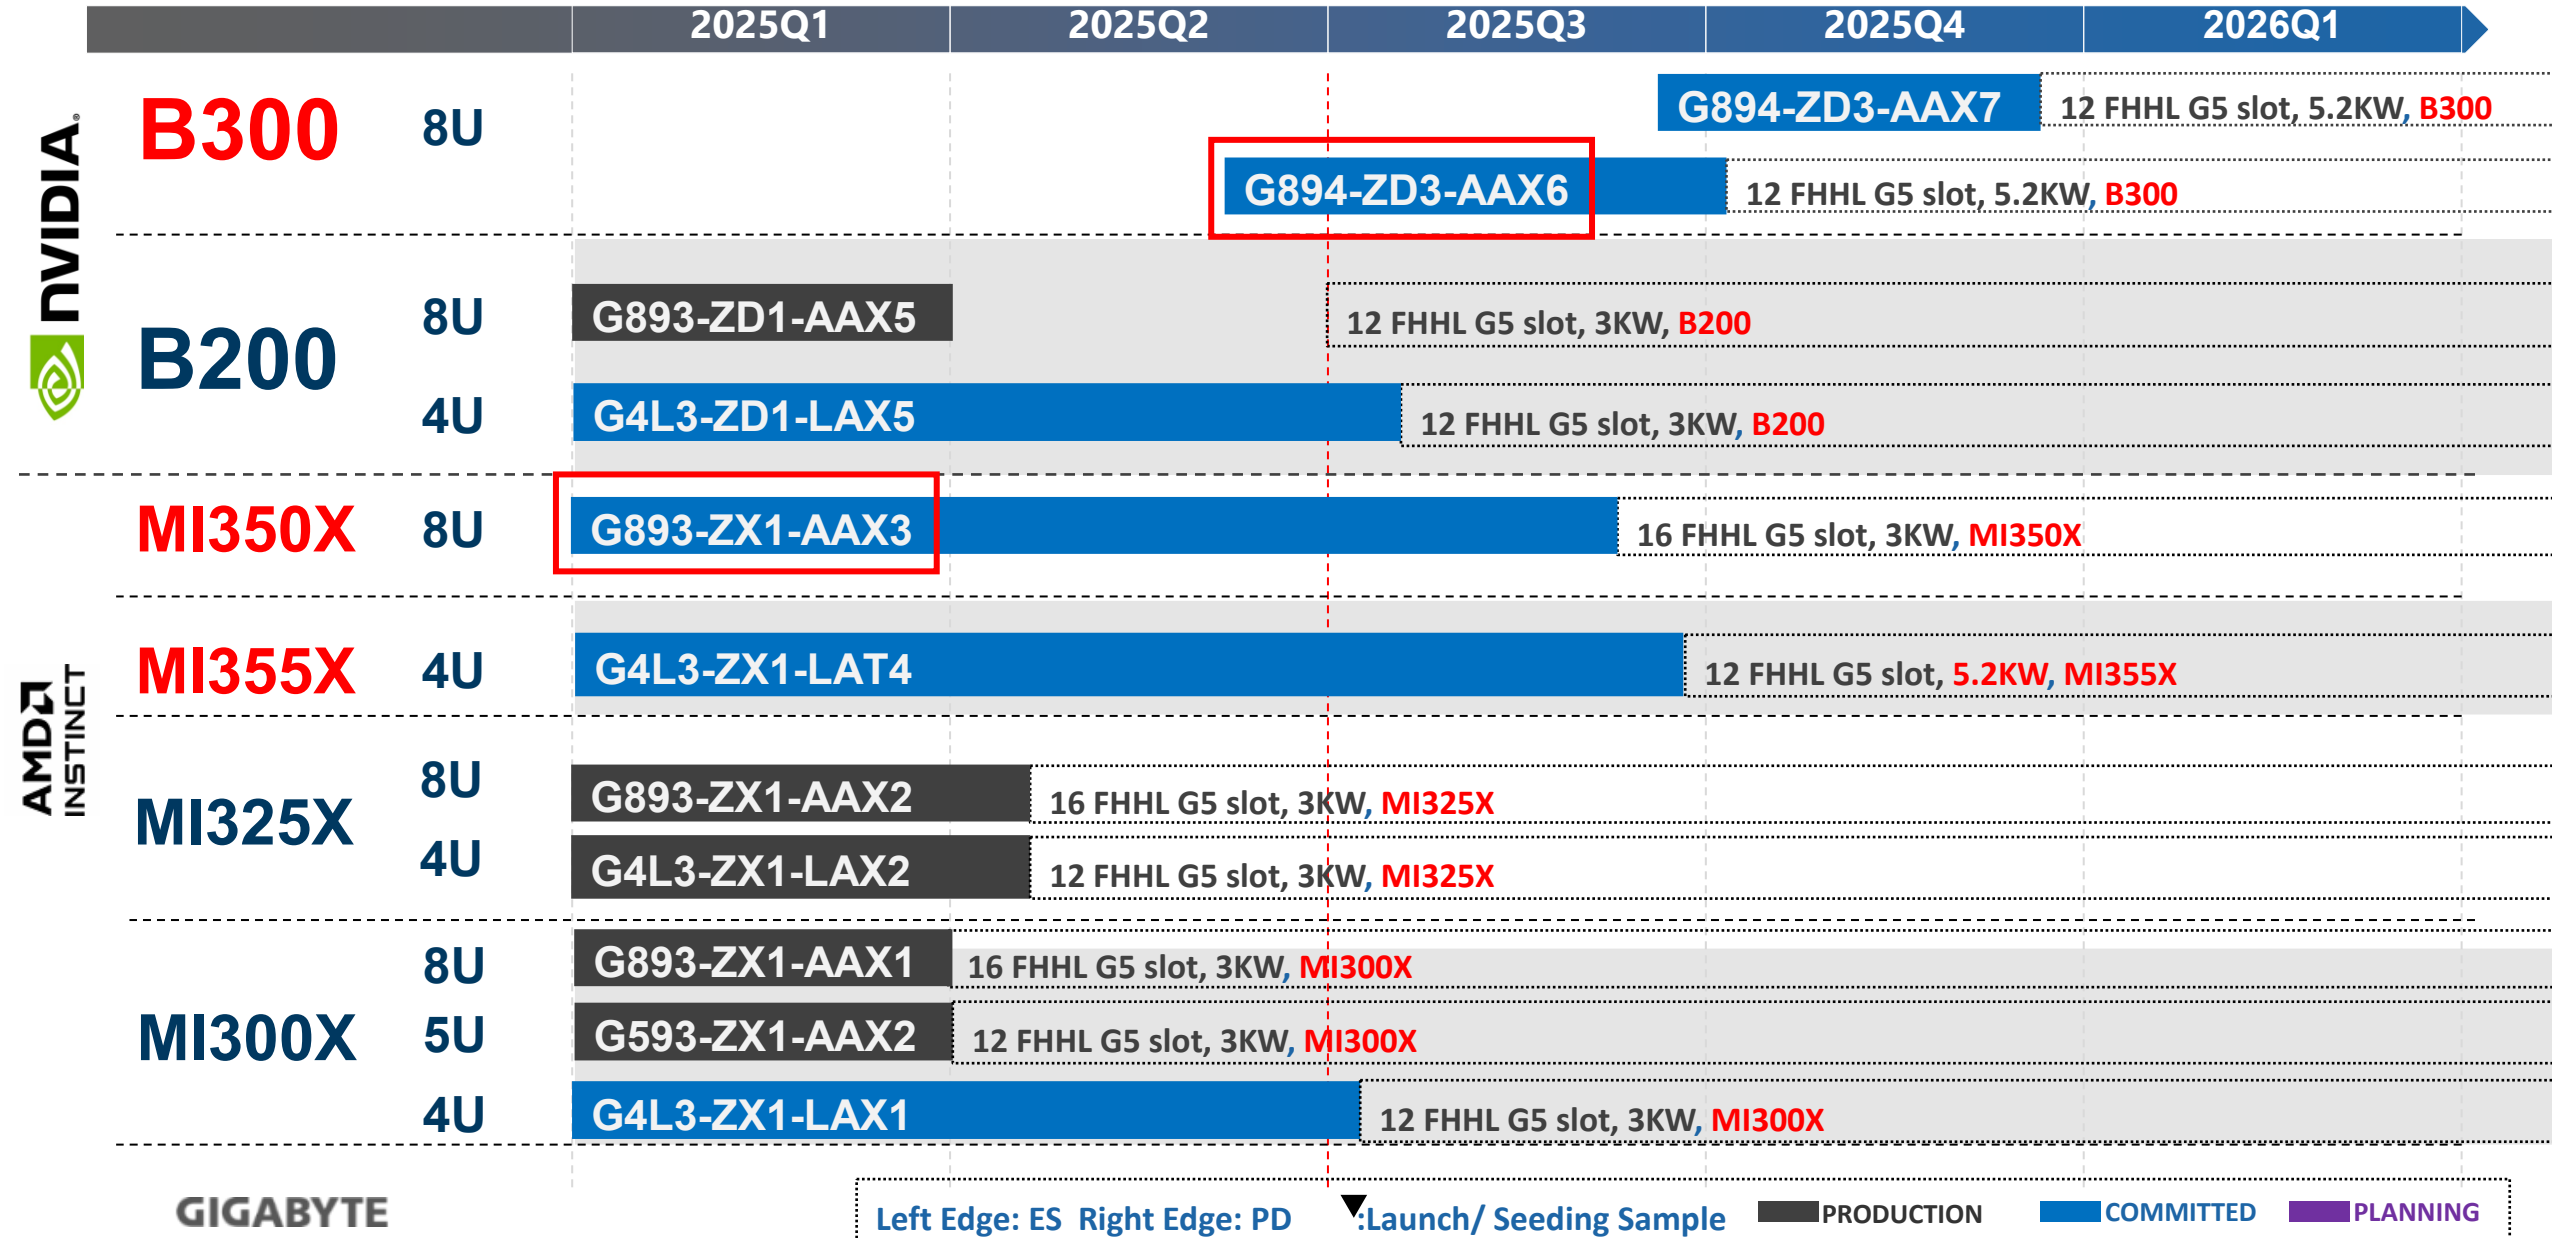 2025Q1 2025Q2 2025Q3 2025Q4 2026Q1
NVIDIA
B300
8U
G894-ZD3-AAX7
12 FHHL G5 slot, 5.2KW, B300
G894-ZD3-AAX6
12 FHHL G5 slot, 5.2KW, B300
B200
8U
G893-ZD1-AAX5
12 FHHL G5 slot, 3KW, B200
4U
G4L3-ZD1-LAX5
12 FHHL G5 slot, 3KW, B200
AMD
INSTINCT
MI350X
8U
G893-ZX1-AAX3
16 FHHL G5 slot, 3KW, MI350X
MI355X
4U
G4L3-ZX1-LAT4
12 FHHL G5 slot, 5.2KW, MI355X
MI325X
8U
G893-ZX1-AAX2
16 FHHL G5 slot, 3KW, MI325X
4U
G4L3-ZX1-LAX2
12 FHHL G5 slot, 3KW, MI325X
MI300X
8U
G893-ZX1-AAX1
16 FHHL G5 slot, 3KW, MI300X
5U
G593-ZX1-AAX2
12 FHHL G5 slot, 3KW, MI300X
4U
G4L3-ZX1-LAX1
12 FHHL G5 slot, 3KW, MI300X
GIGABYTE
Left Edge: ES Right Edge: PD :Launch/ Seeding Sample PRODUCTION COMMITTED PLANNING